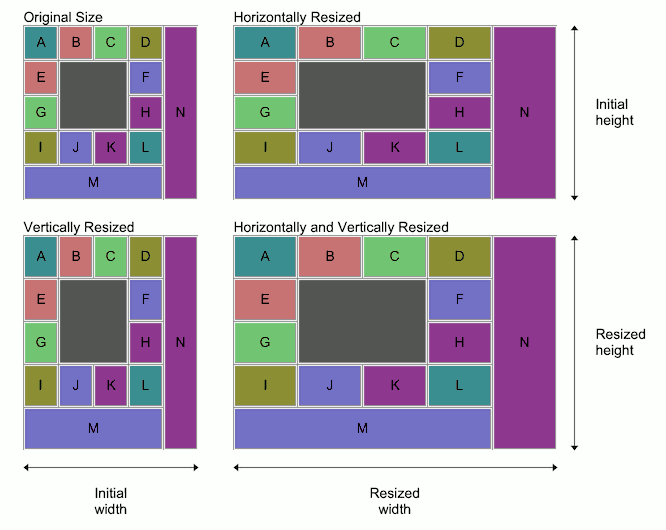 Original Size
Horizontally Resized
A B C D
E F
G H N
I J K L
M
A B C D
E F
G H N
I J K L
M
Initial
height
Vertically Resized
Horizontally and Vertically Resized
A B C D
E F
G H N
I J K L
M
A B C D
E F
G H N
I J K L
M
Resized
height
Initial
width
Resized
width